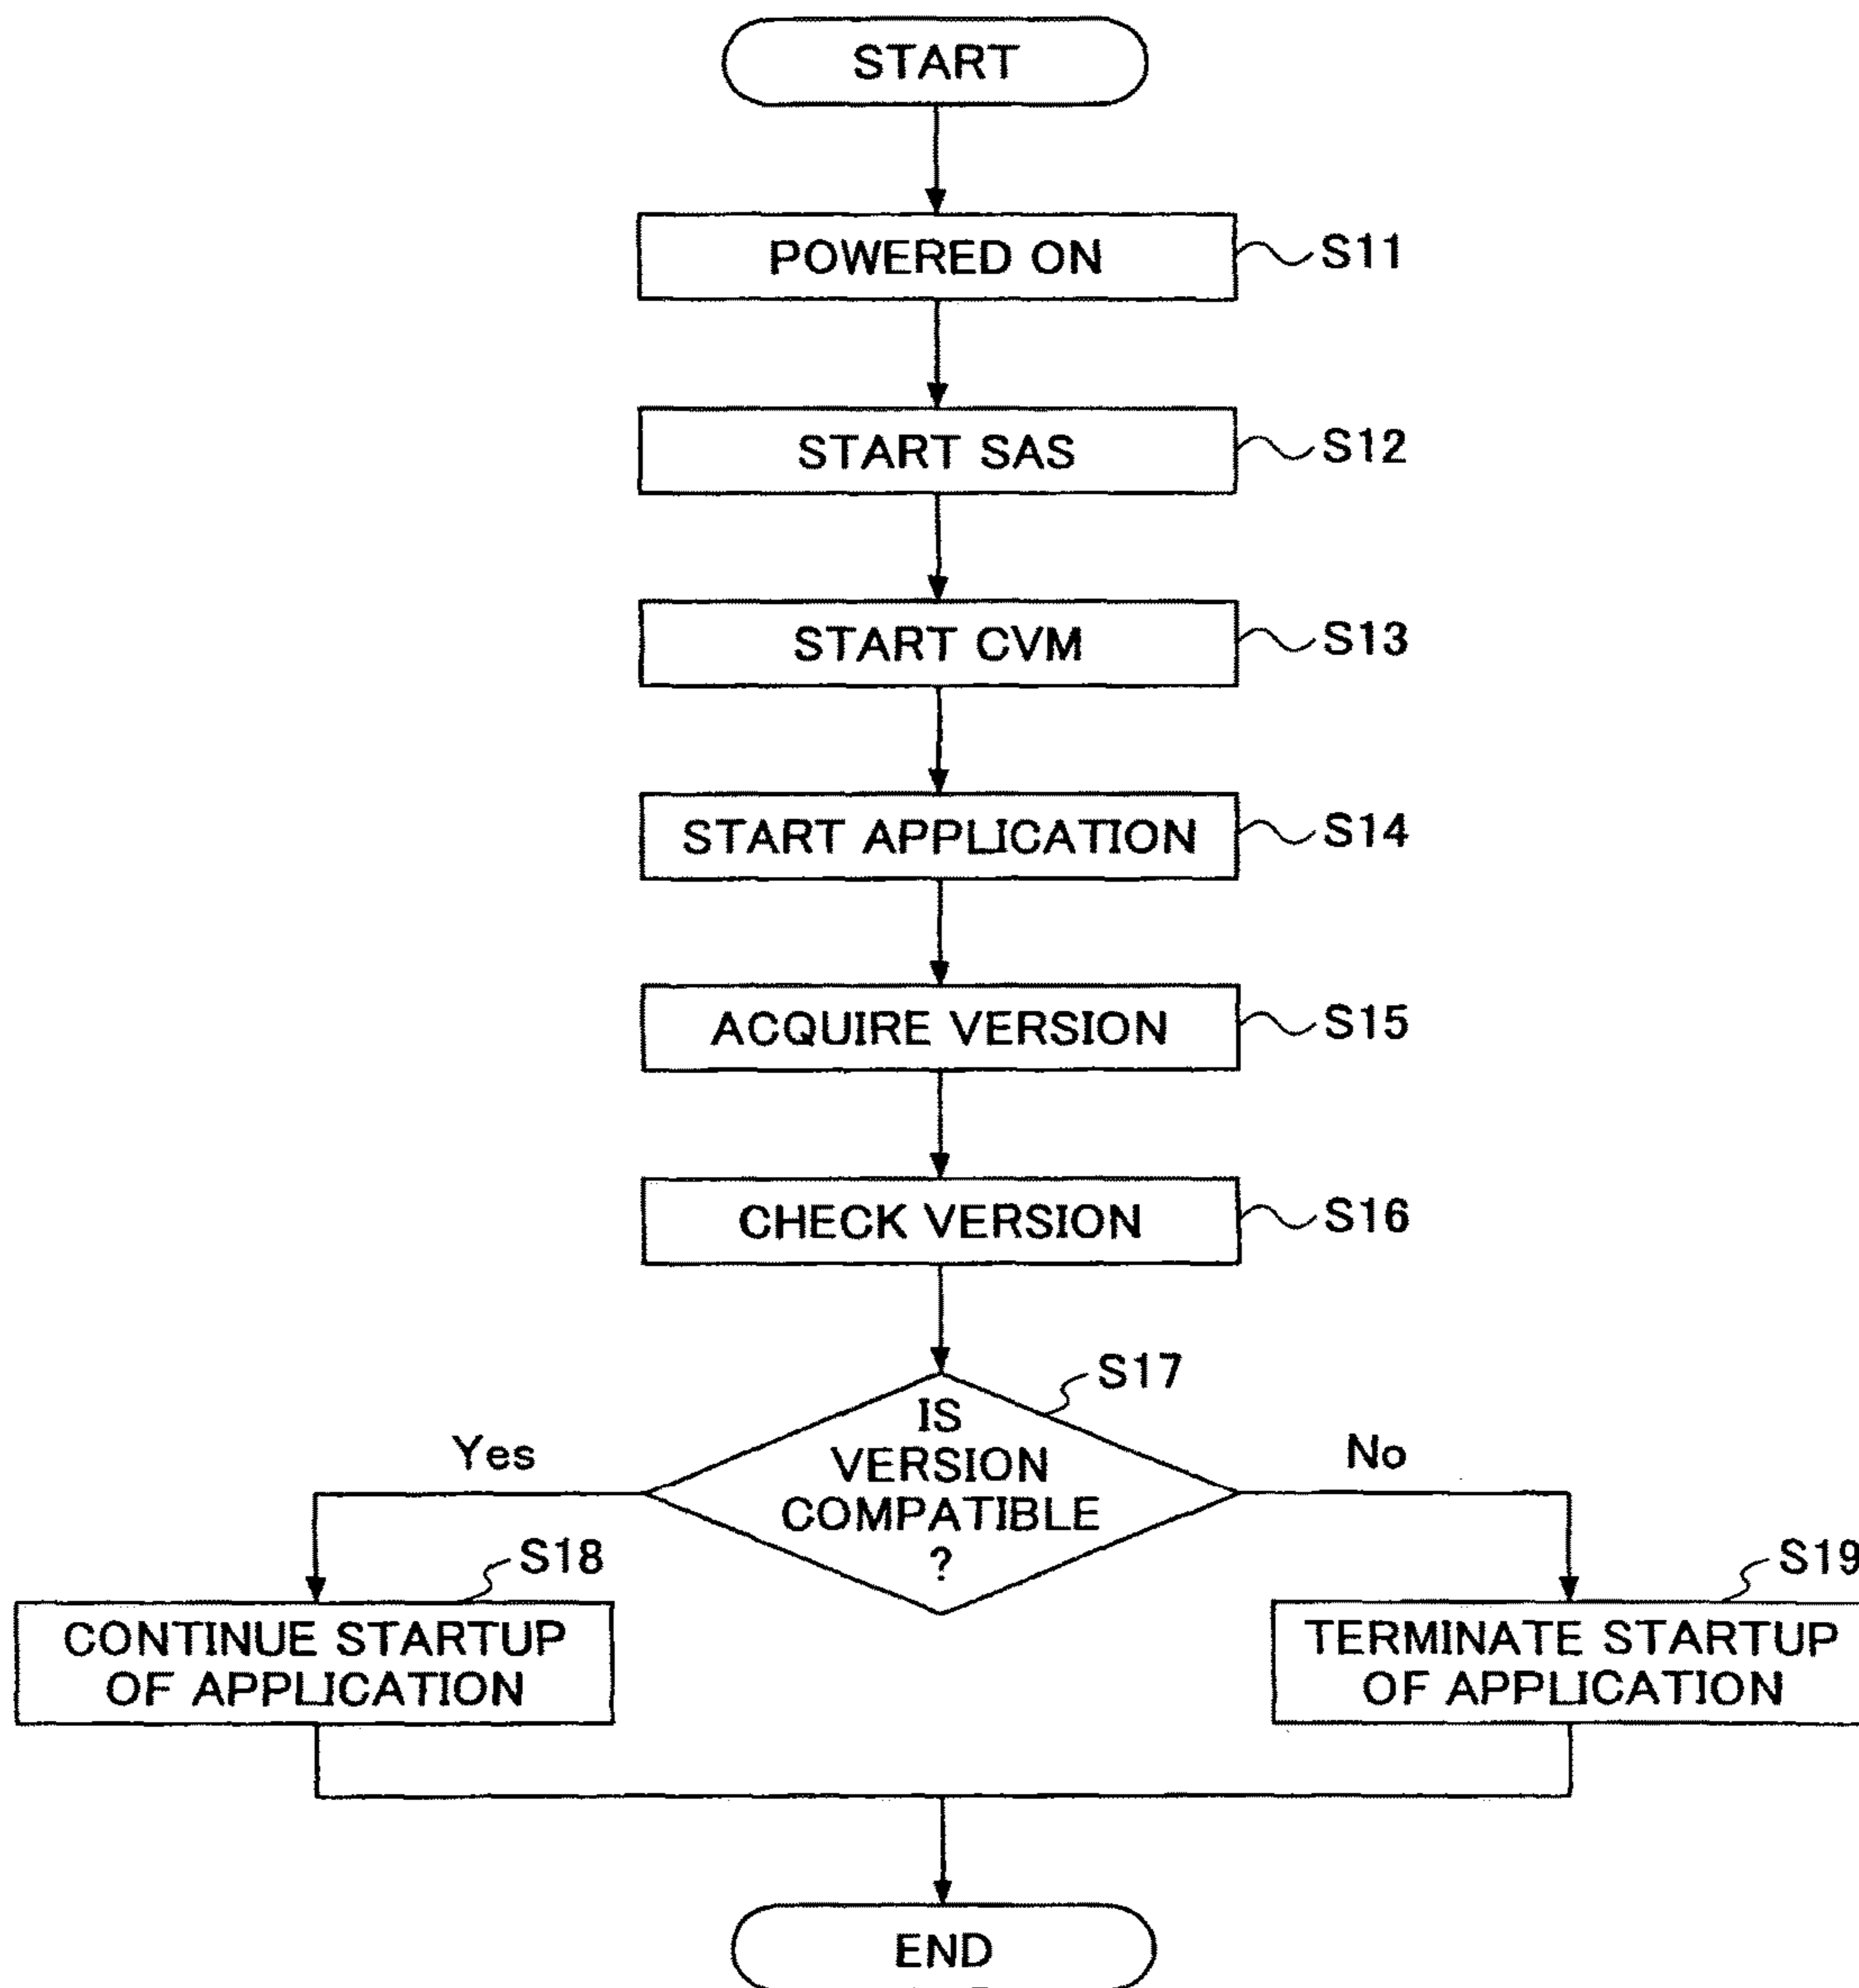 START
POWERED ON
S11
START SAS
S12
START CVM
S13
START APPLICATION
S14
ACQUIRE VERSION
S15
CHECK VERSION
S16
S17
IS
VERSION
COMPATIBLE
?
Yes
No
S18
CONTINUE STARTUP
OF APPLICATION
S19
TERMINATE STARTUP
OF APPLICATION
END